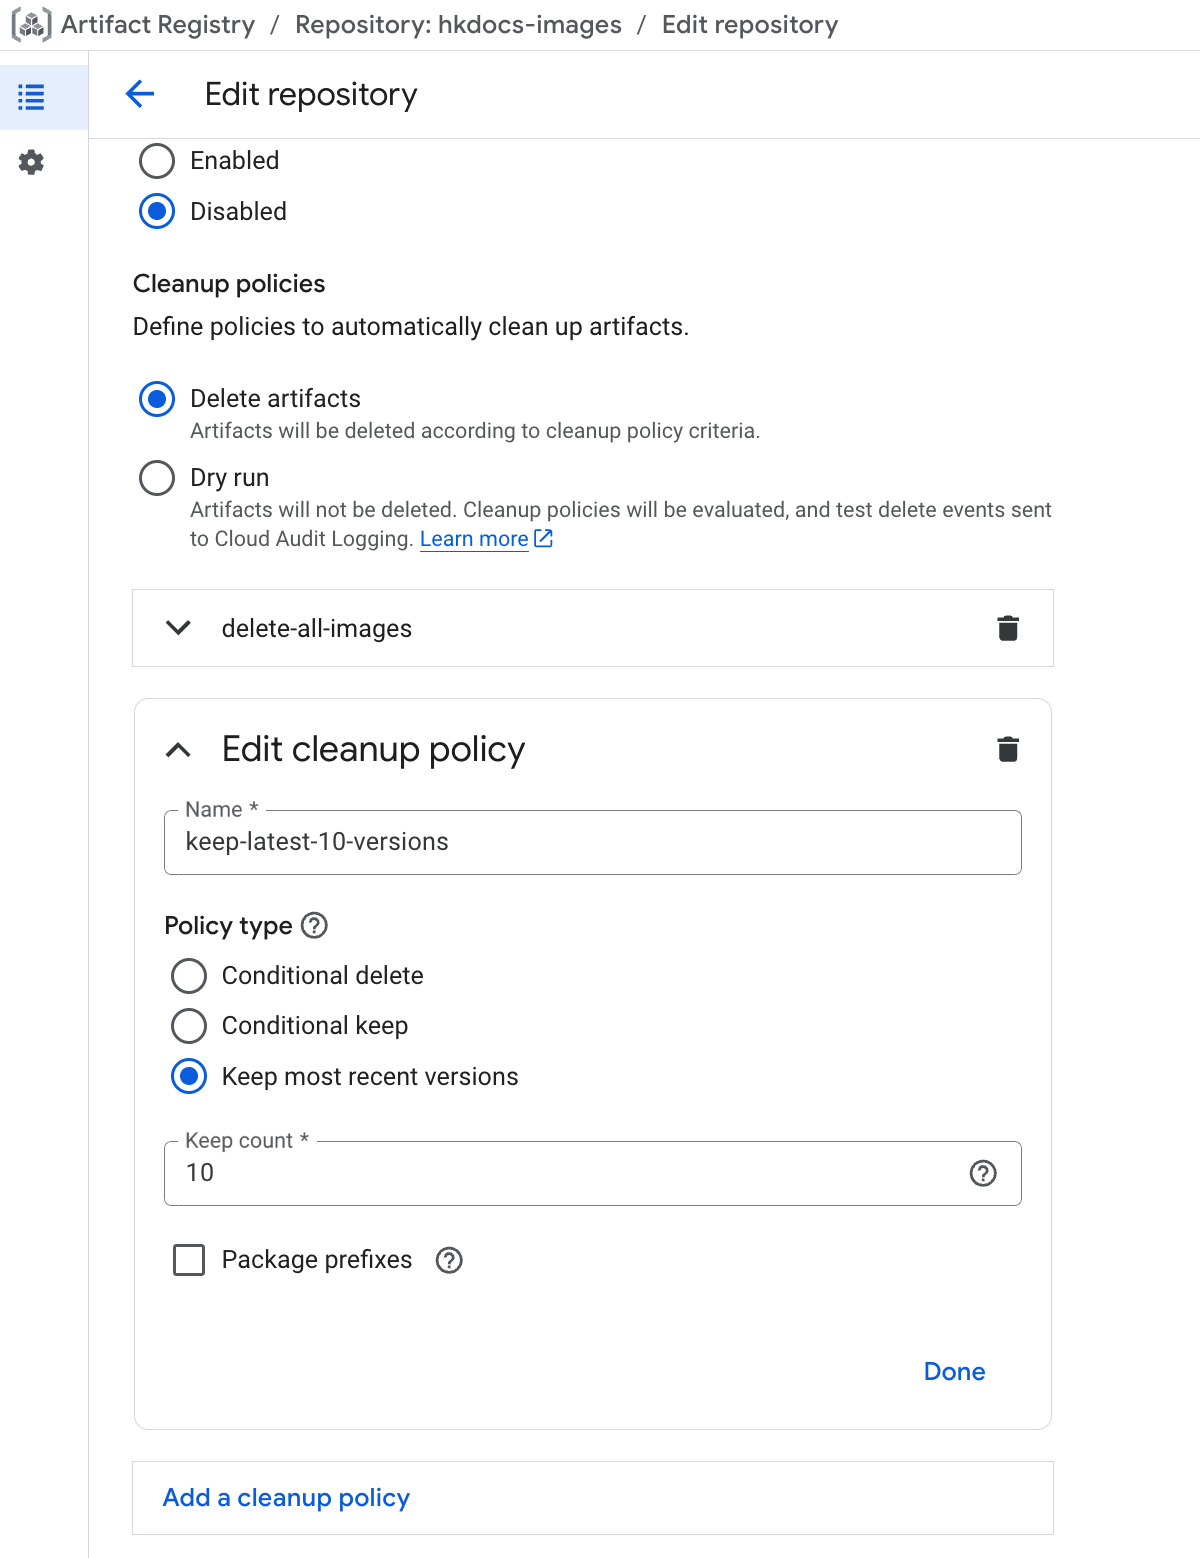 Artifact Registry / Repository: hkdocs-images / Edit repository
Edit repository
Enabled
Disabled
Cleanup policies
Define policies to automatically clean up artifacts.
Delete artifacts
Artifacts will be deleted according to cleanup policy criteria.
Dry run
Artifacts will not be deleted. Cleanup policies will be evaluated, and test delete events sent
to Cloud Audit Logging. Learn more
delete-all-images
Edit cleanup policy
Name *
keep-latest-10-versions
Policy type
Conditional delete
Conditional keep
Keep most recent versions
Keep count *
10
Package prefixes
Done
Add a cleanup policy